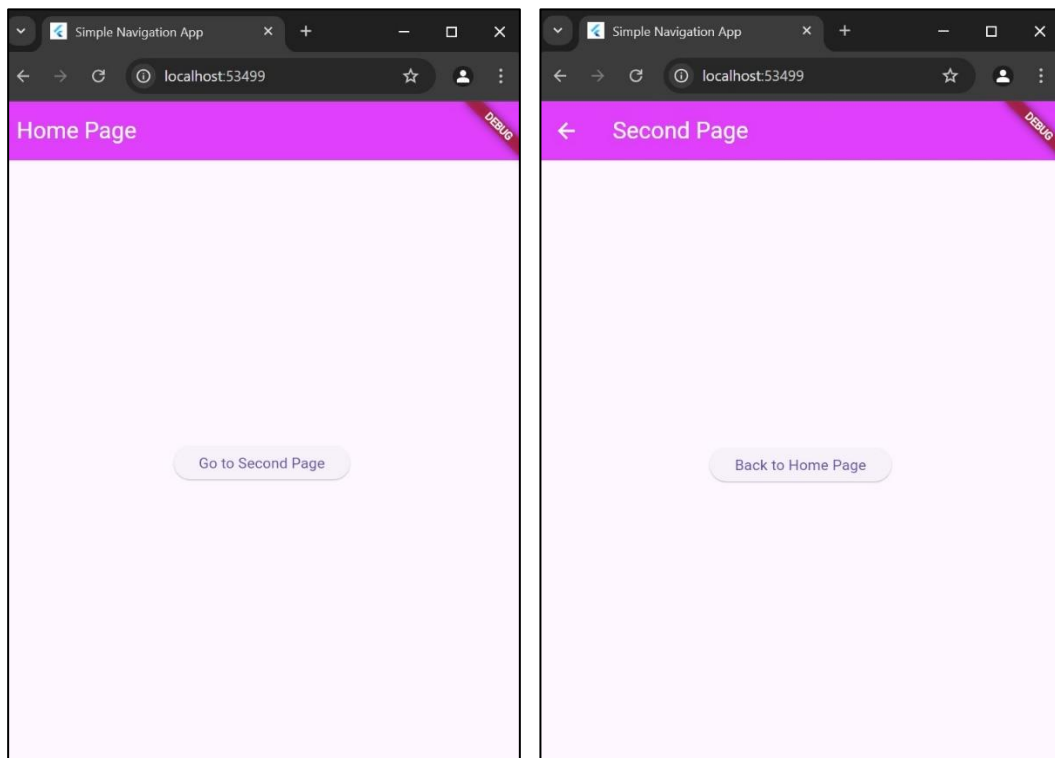 Simple Navigation App
localhost:53499
Home Page
DEBUG
Go to Second Page
Simple Navigation App
localhost:53499
Second Page
DEBUG
Back to Home Page